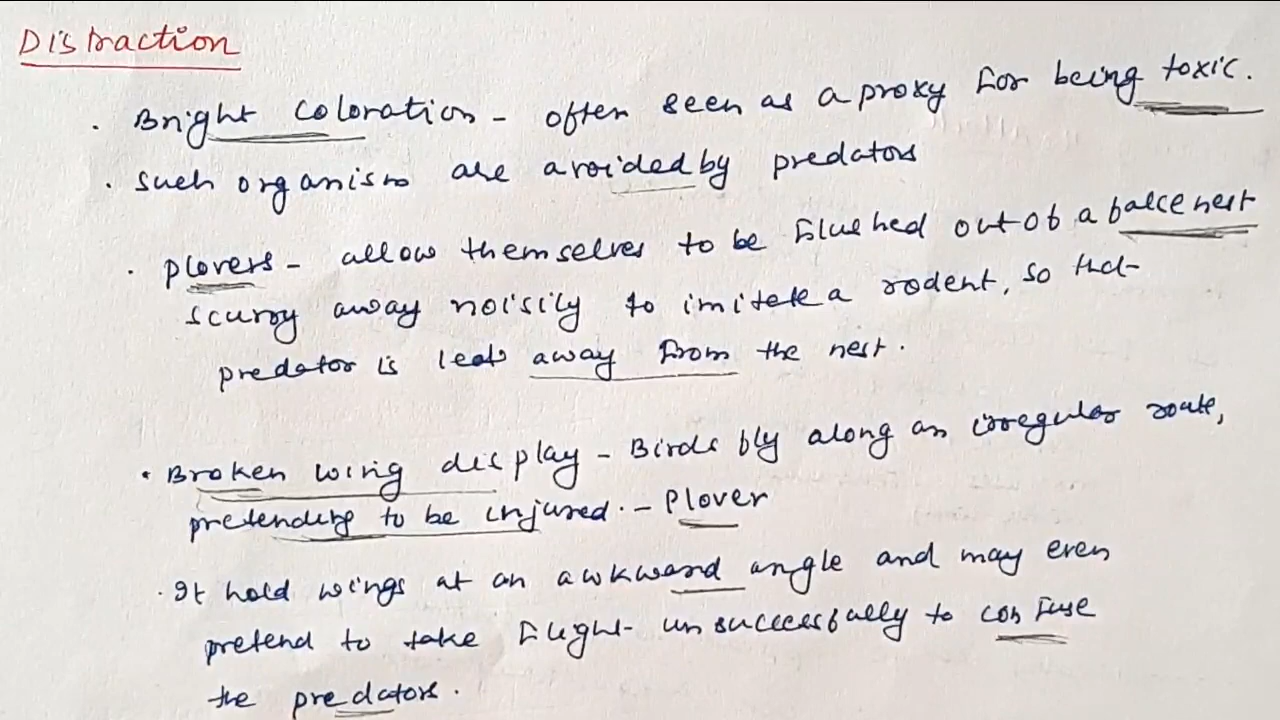 Distraction
. Bright Coloration - often seen as a proxy for being toxic.
. Such organism are avoided by predators
. Plovers - allow themselves to be flushed out of a false nest
scurry away noisily to imitate a rodent, so that
predator is lead away from the nest.
• Broken wing display - Birds fly along an irregular route,
pretending to be injured. - Plover
. It hold wings at an awkward angle and may even
pretend to take flight unsuccessfully to confuse
the predators.